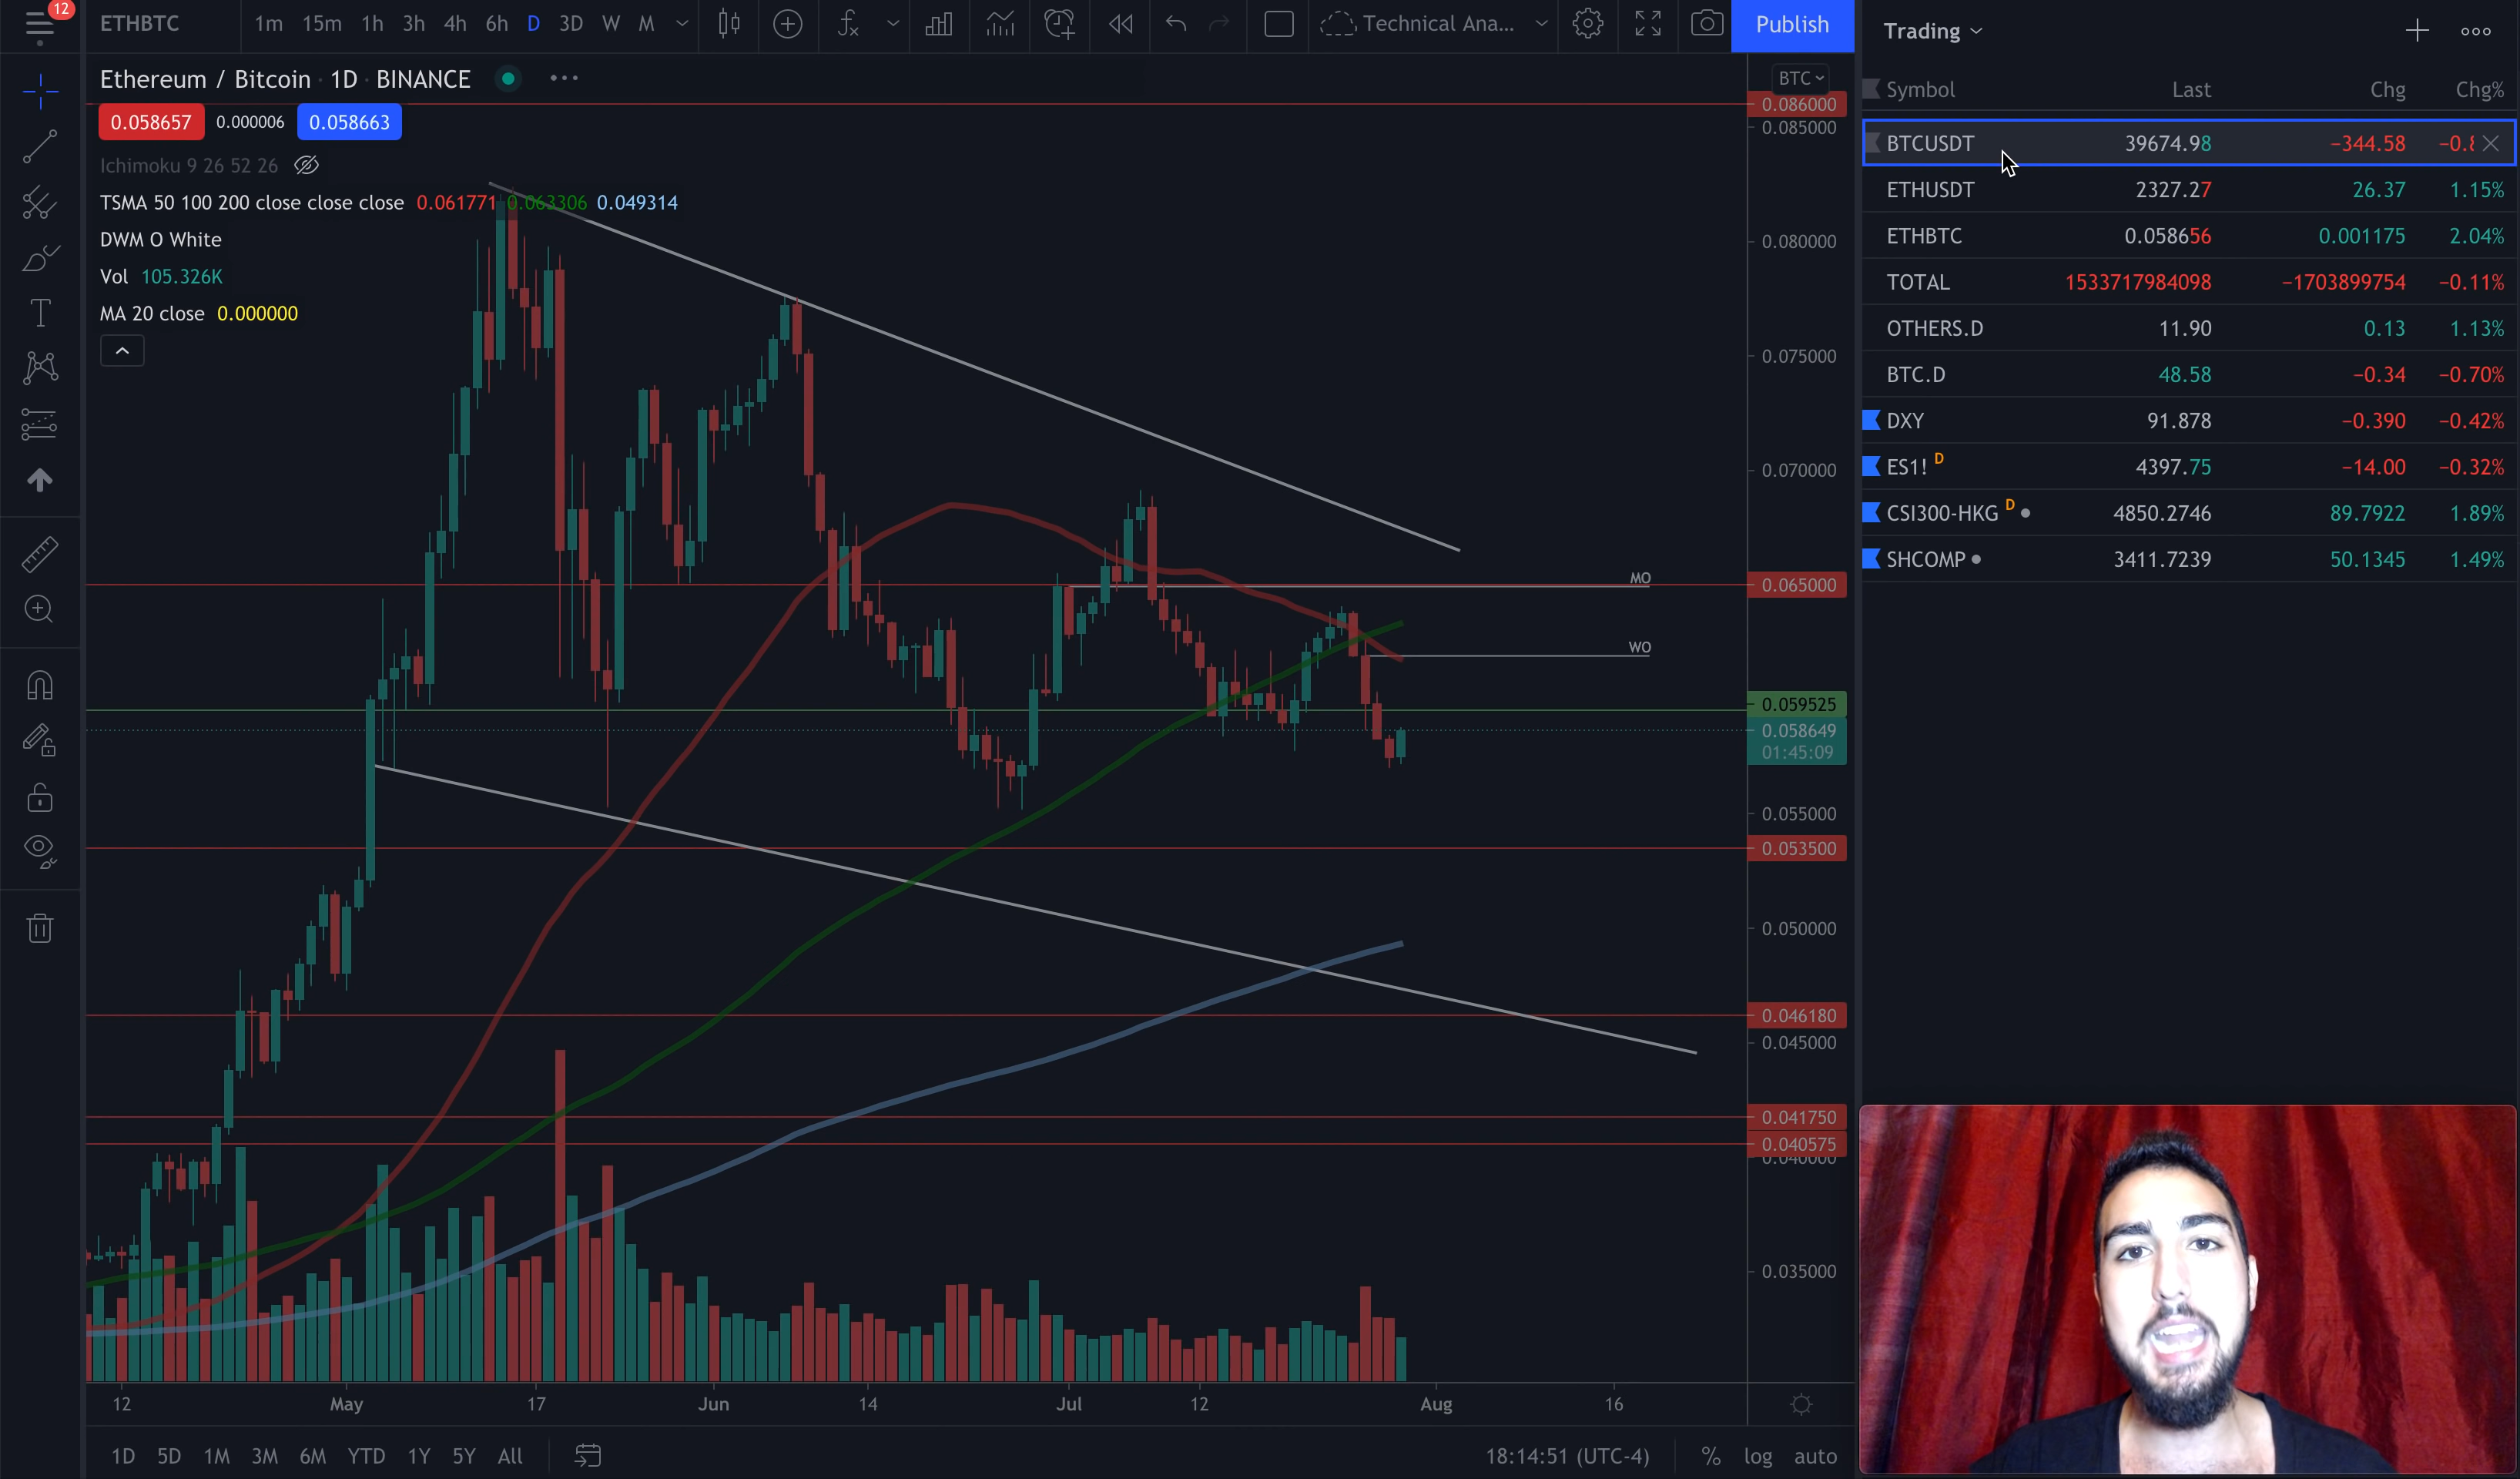 12
ETHBTC 1m 15m 1h 3h 4h 6h D 3D W M Technical Ana... Publish
Trading
Ethereum / Bitcoin · 1D · BINANCE
BTC
Symbol Last Chg Chg%
0.058657 0.000006 0.058663
Ichimoku 9 26 52 26
TSMA 50 100 200 close close close 0.061771 0.063306 0.049314
DWM O White
Vol 105.326K
MA 20 close 0.000000
0.086000
0.085000
0.080000
0.075000
0.070000
MO
0.065000
WO
0.059525
0.058649
01:45:09
0.055000
0.053500
0.050000
0.046180
0.045000
0.041750
0.040575
0.040000
0.035000
BTCUSDT 39674.98 −344.58 −0.8
ETHUSDT 2327.27 26.37 1.15%
ETHBTC 0.058656 0.001175 2.04%
TOTAL 1533717984098 −1703899754 −0.11%
OTHERS.D 11.90 0.13 1.13%
BTC.D 48.58 −0.34 −0.70%
DXY 91.878 −0.390 −0.42%
ES1! D 4397.75 −14.00 −0.32%
CSI300-HKG D 4850.2746 89.7922 1.89%
SHCOMP 3411.7239 50.1345 1.49%
12 May 17 Jun 14 Jul 12 Aug 16
1D 5D 1M 3M 6M YTD 1Y 5Y All 18:14:51 (UTC-4) % log auto